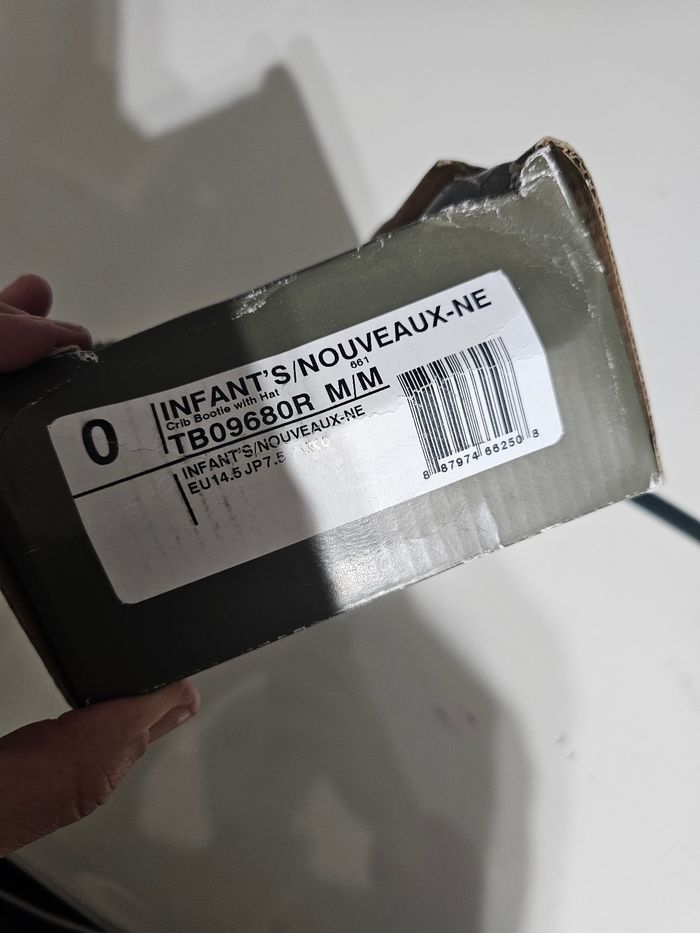 0
INFANT'S/NOUVEAUX-NE
Crib Bootie with Hat 661
TB09680R M/M
INFANT'S/NOUVEAUX-NE
EU14.5 JP7.5
8 87974 66250 8